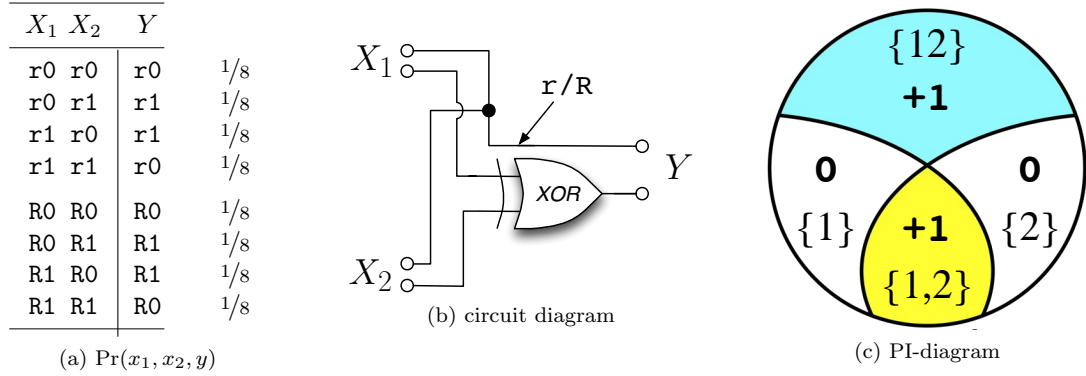 X₁ X₂ Y
r0 r0 r0 1/8
r0 r1 r1 1/8
r1 r0 r1 1/8
r1 r1 r0 1/8
R0 R0 R0 1/8
R0 R1 R1 1/8
R1 R0 R1 1/8
R1 R1 R0 1/8
(a) Pr(x₁, x₂, y)
X₁
r/R
Y
XOR
X₂
(b) circuit diagram
{12}
+1
0
{1}
0
{2}
+1
{1,2}
(c) PI-diagram